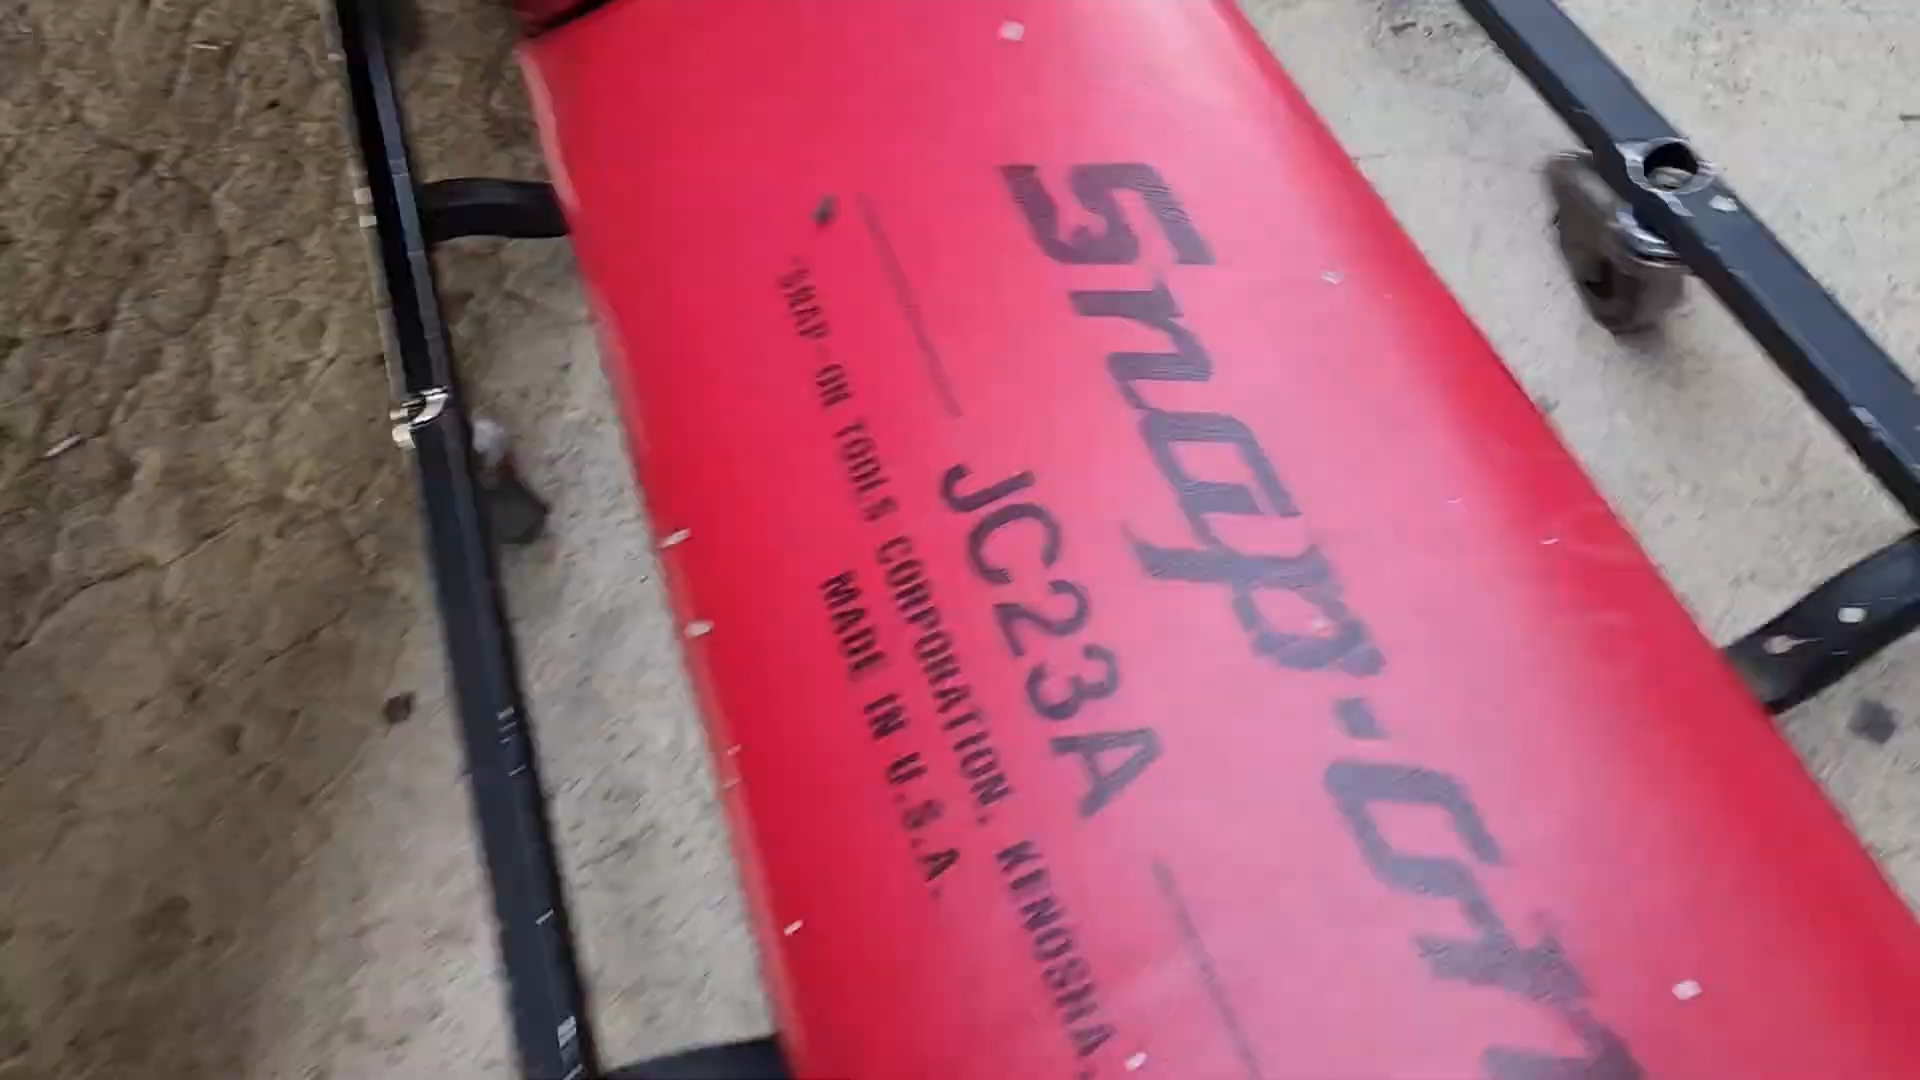 Snap-on
JC23A
SNAP-ON TOOLS CORPORATION, KENOSHA,
MADE IN U.S.A.